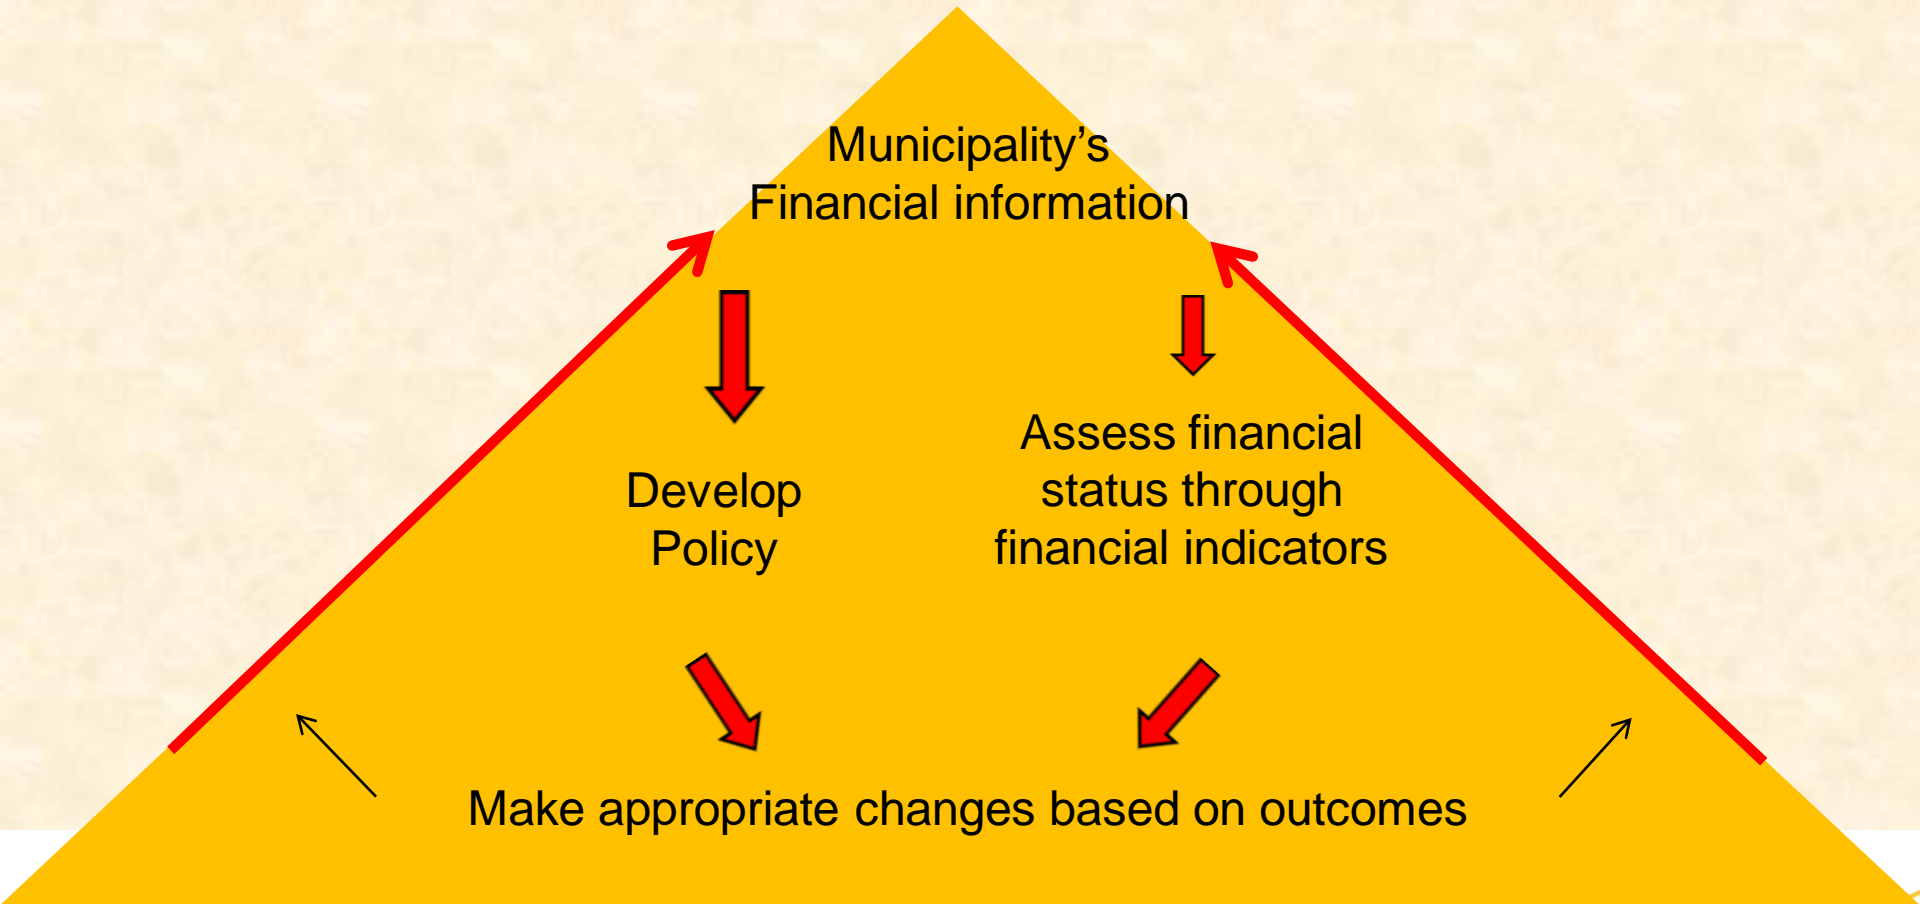 Municipality’s
Financial information
Develop
Policy
Assess financial
status through
financial indicators
Make appropriate changes based on outcomes